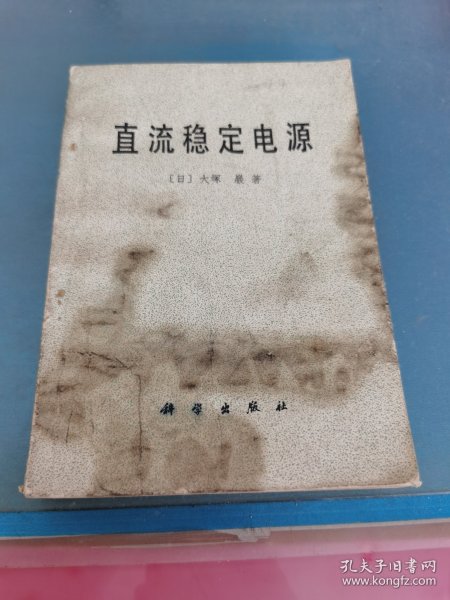 直流稳定电源
〔日〕大塚 巖 著
科学出版社
孔夫子旧书网
www.kongfz.com